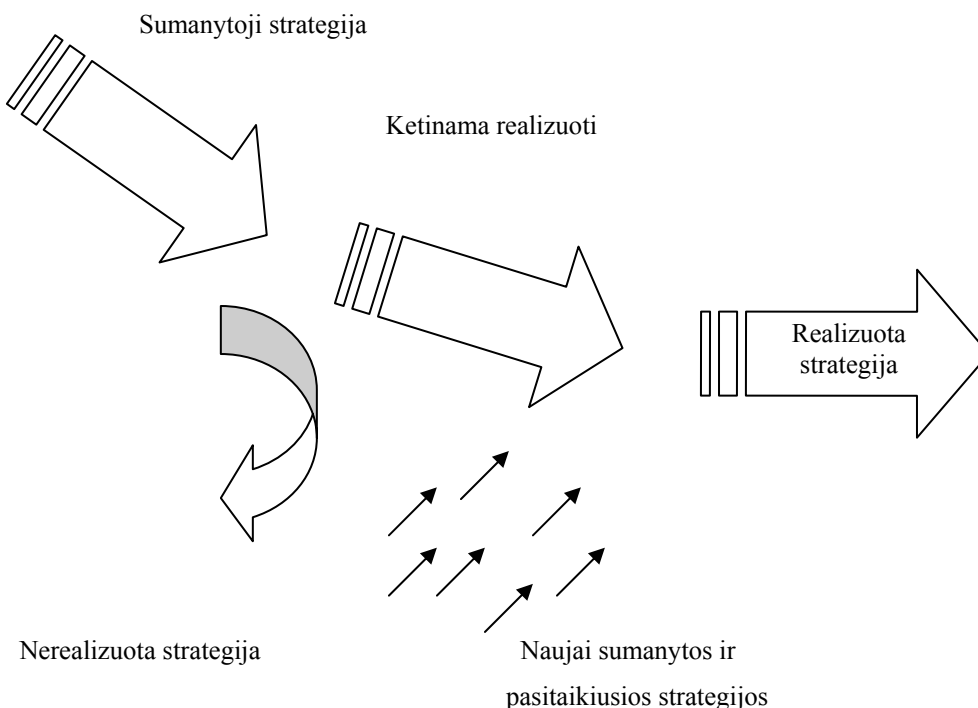 Sumanytoji strategija
Ketinama realizuoti
Realizuota
strategija
Nerealizuota strategija
Naujai sumanytos ir
pasitaikiusios strategijos